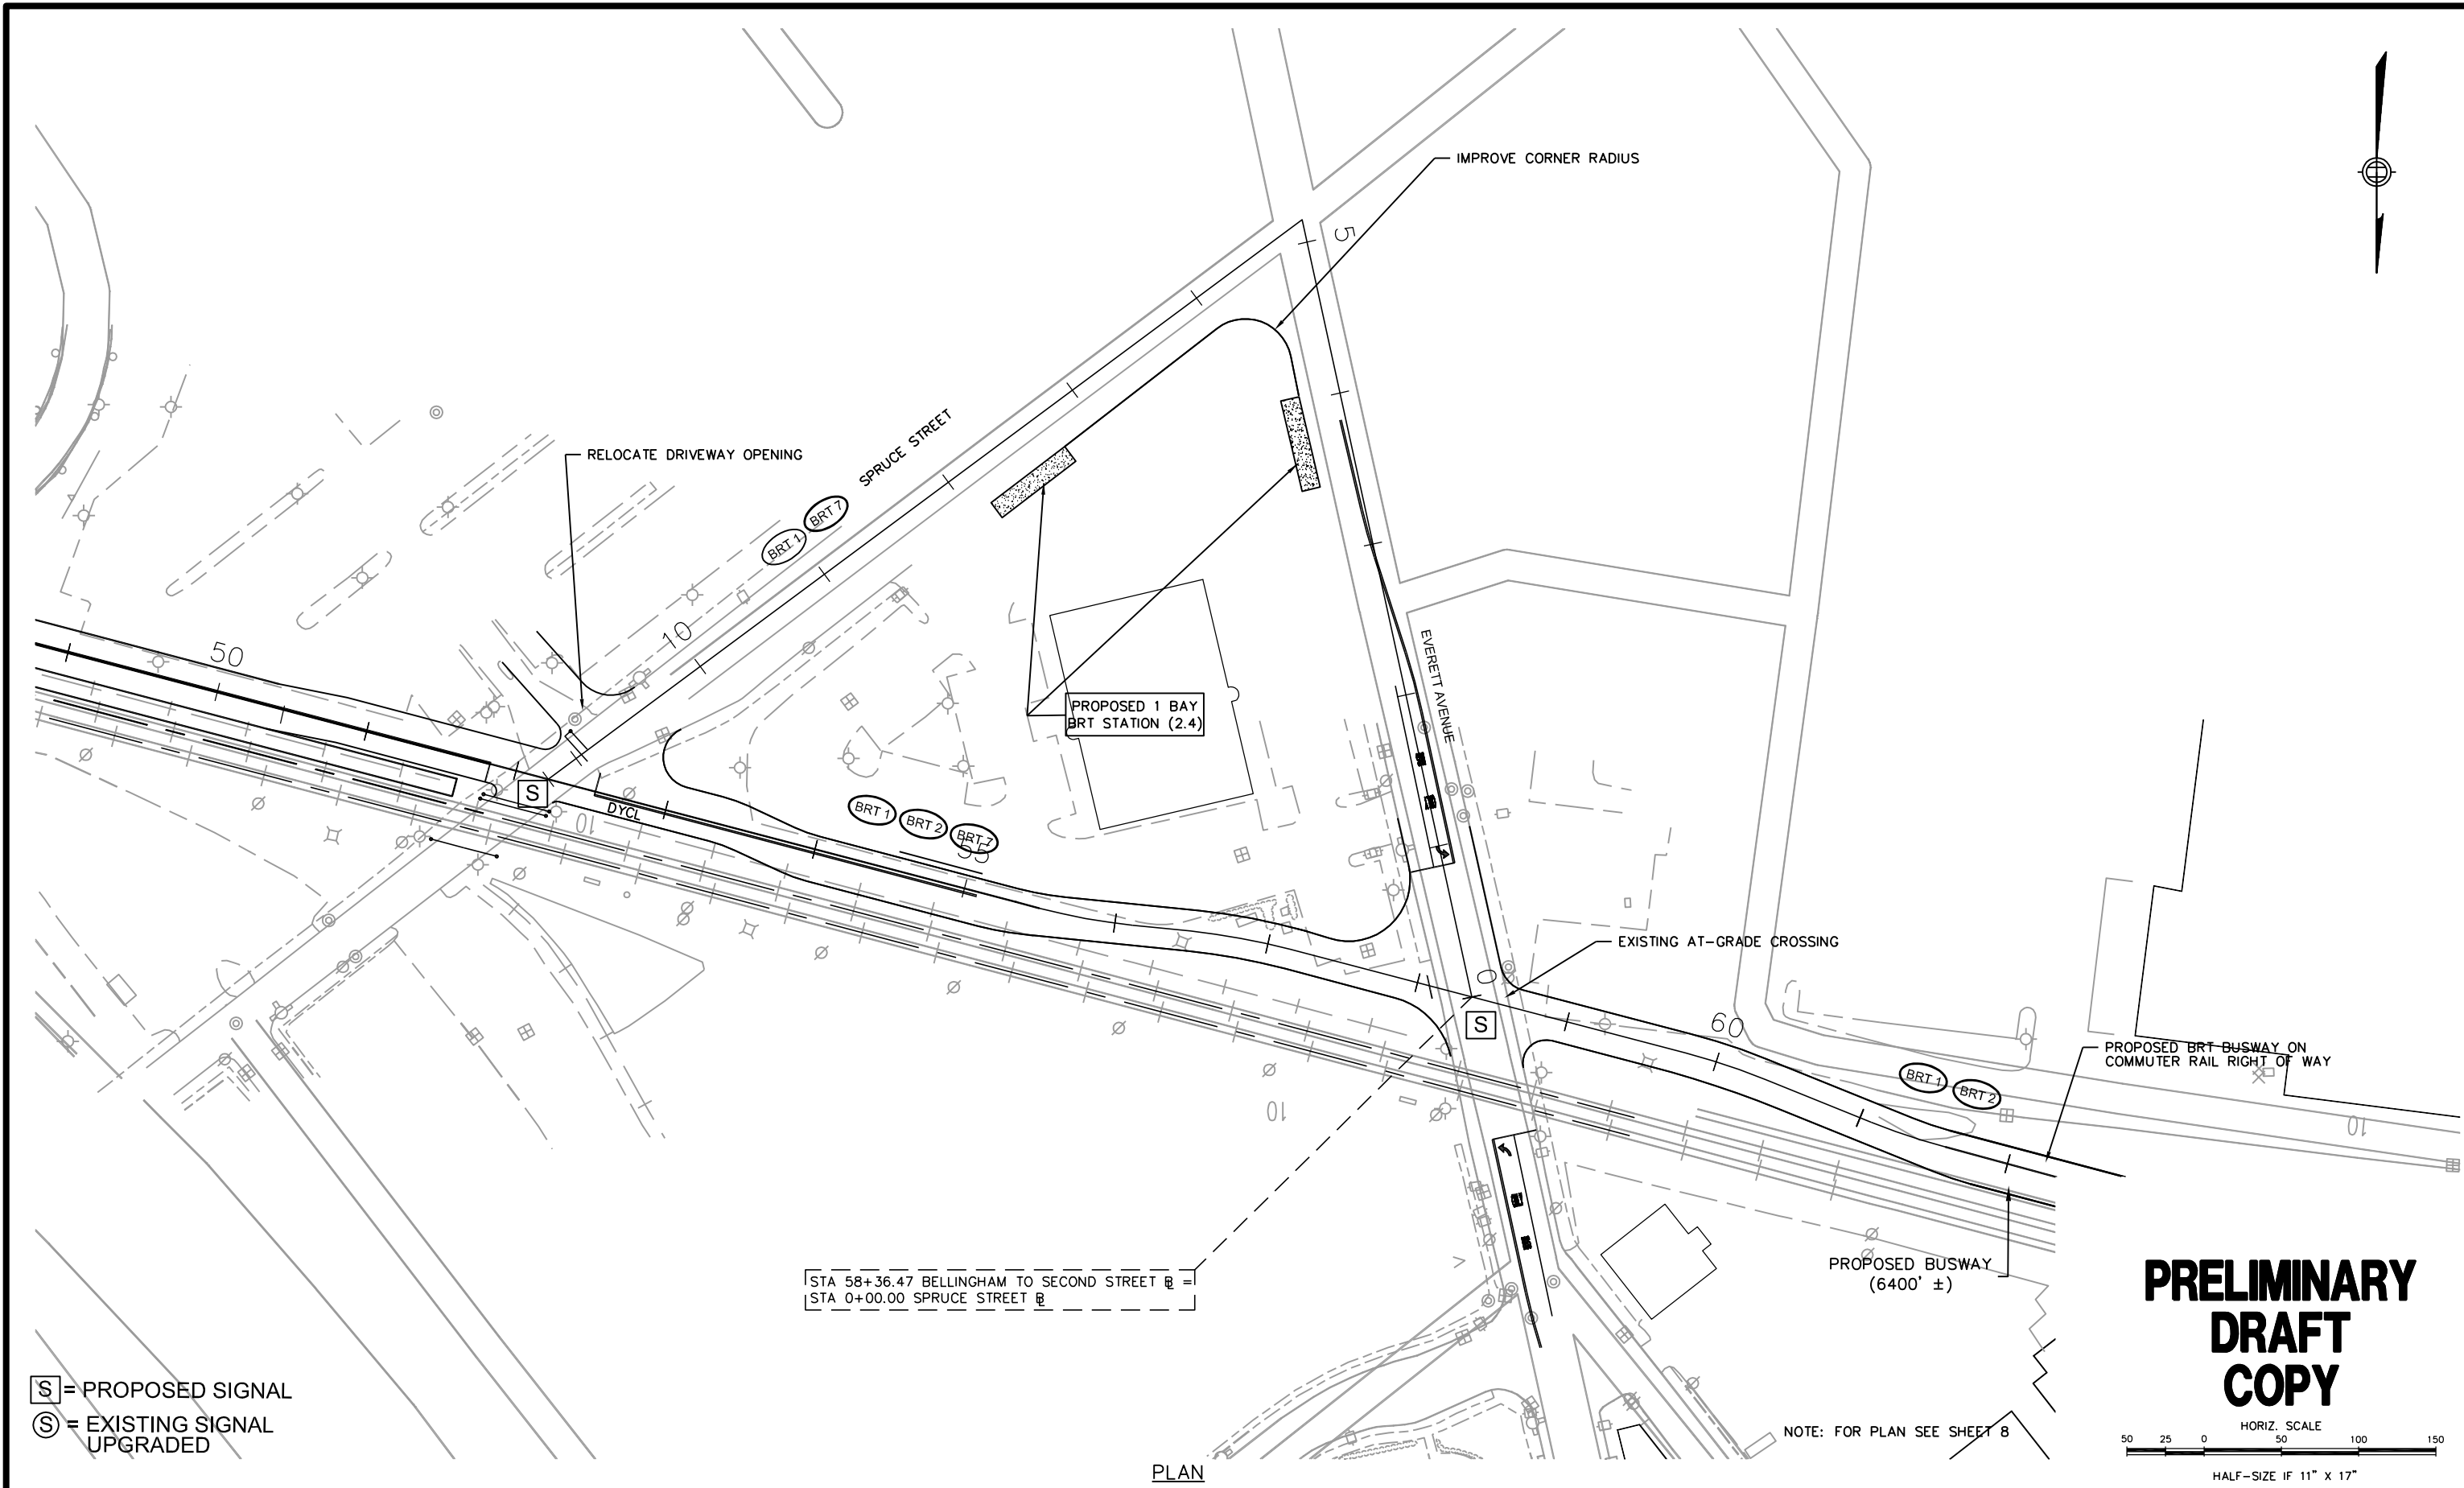 IMPROVE CORNER RADIUS
5
RELOCATE DRIVEWAY OPENING
SPRUCE STREET
BRT 1
BRT 7
50
10
EVERETT AVENUE
PROPOSED 1 BAY
BRT STATION (2.4)
S
DYCL
10
BRT 1
BRT 2
BRT 7
55
EXISTING AT-GRADE CROSSING
0
S
60
PROPOSED BRT BUSWAY ON
COMMUTER RAIL RIGHT OF WAY
BRT 1
BRT 2
10
10
STA 58+36.47 BELLINGHAM TO SECOND STREET BL =
STA 0+00.00 SPRUCE STREET BL
PROPOSED BUSWAY
(6400' ±)
PRELIMINARY
DRAFT
COPY
S = PROPOSED SIGNAL
S = EXISTING SIGNAL
UPGRADED
NOTE: FOR PLAN SEE SHEET 8
HORIZ. SCALE
50 25 0 50 100 150
HALF-SIZE IF 11" X 17"
PLAN